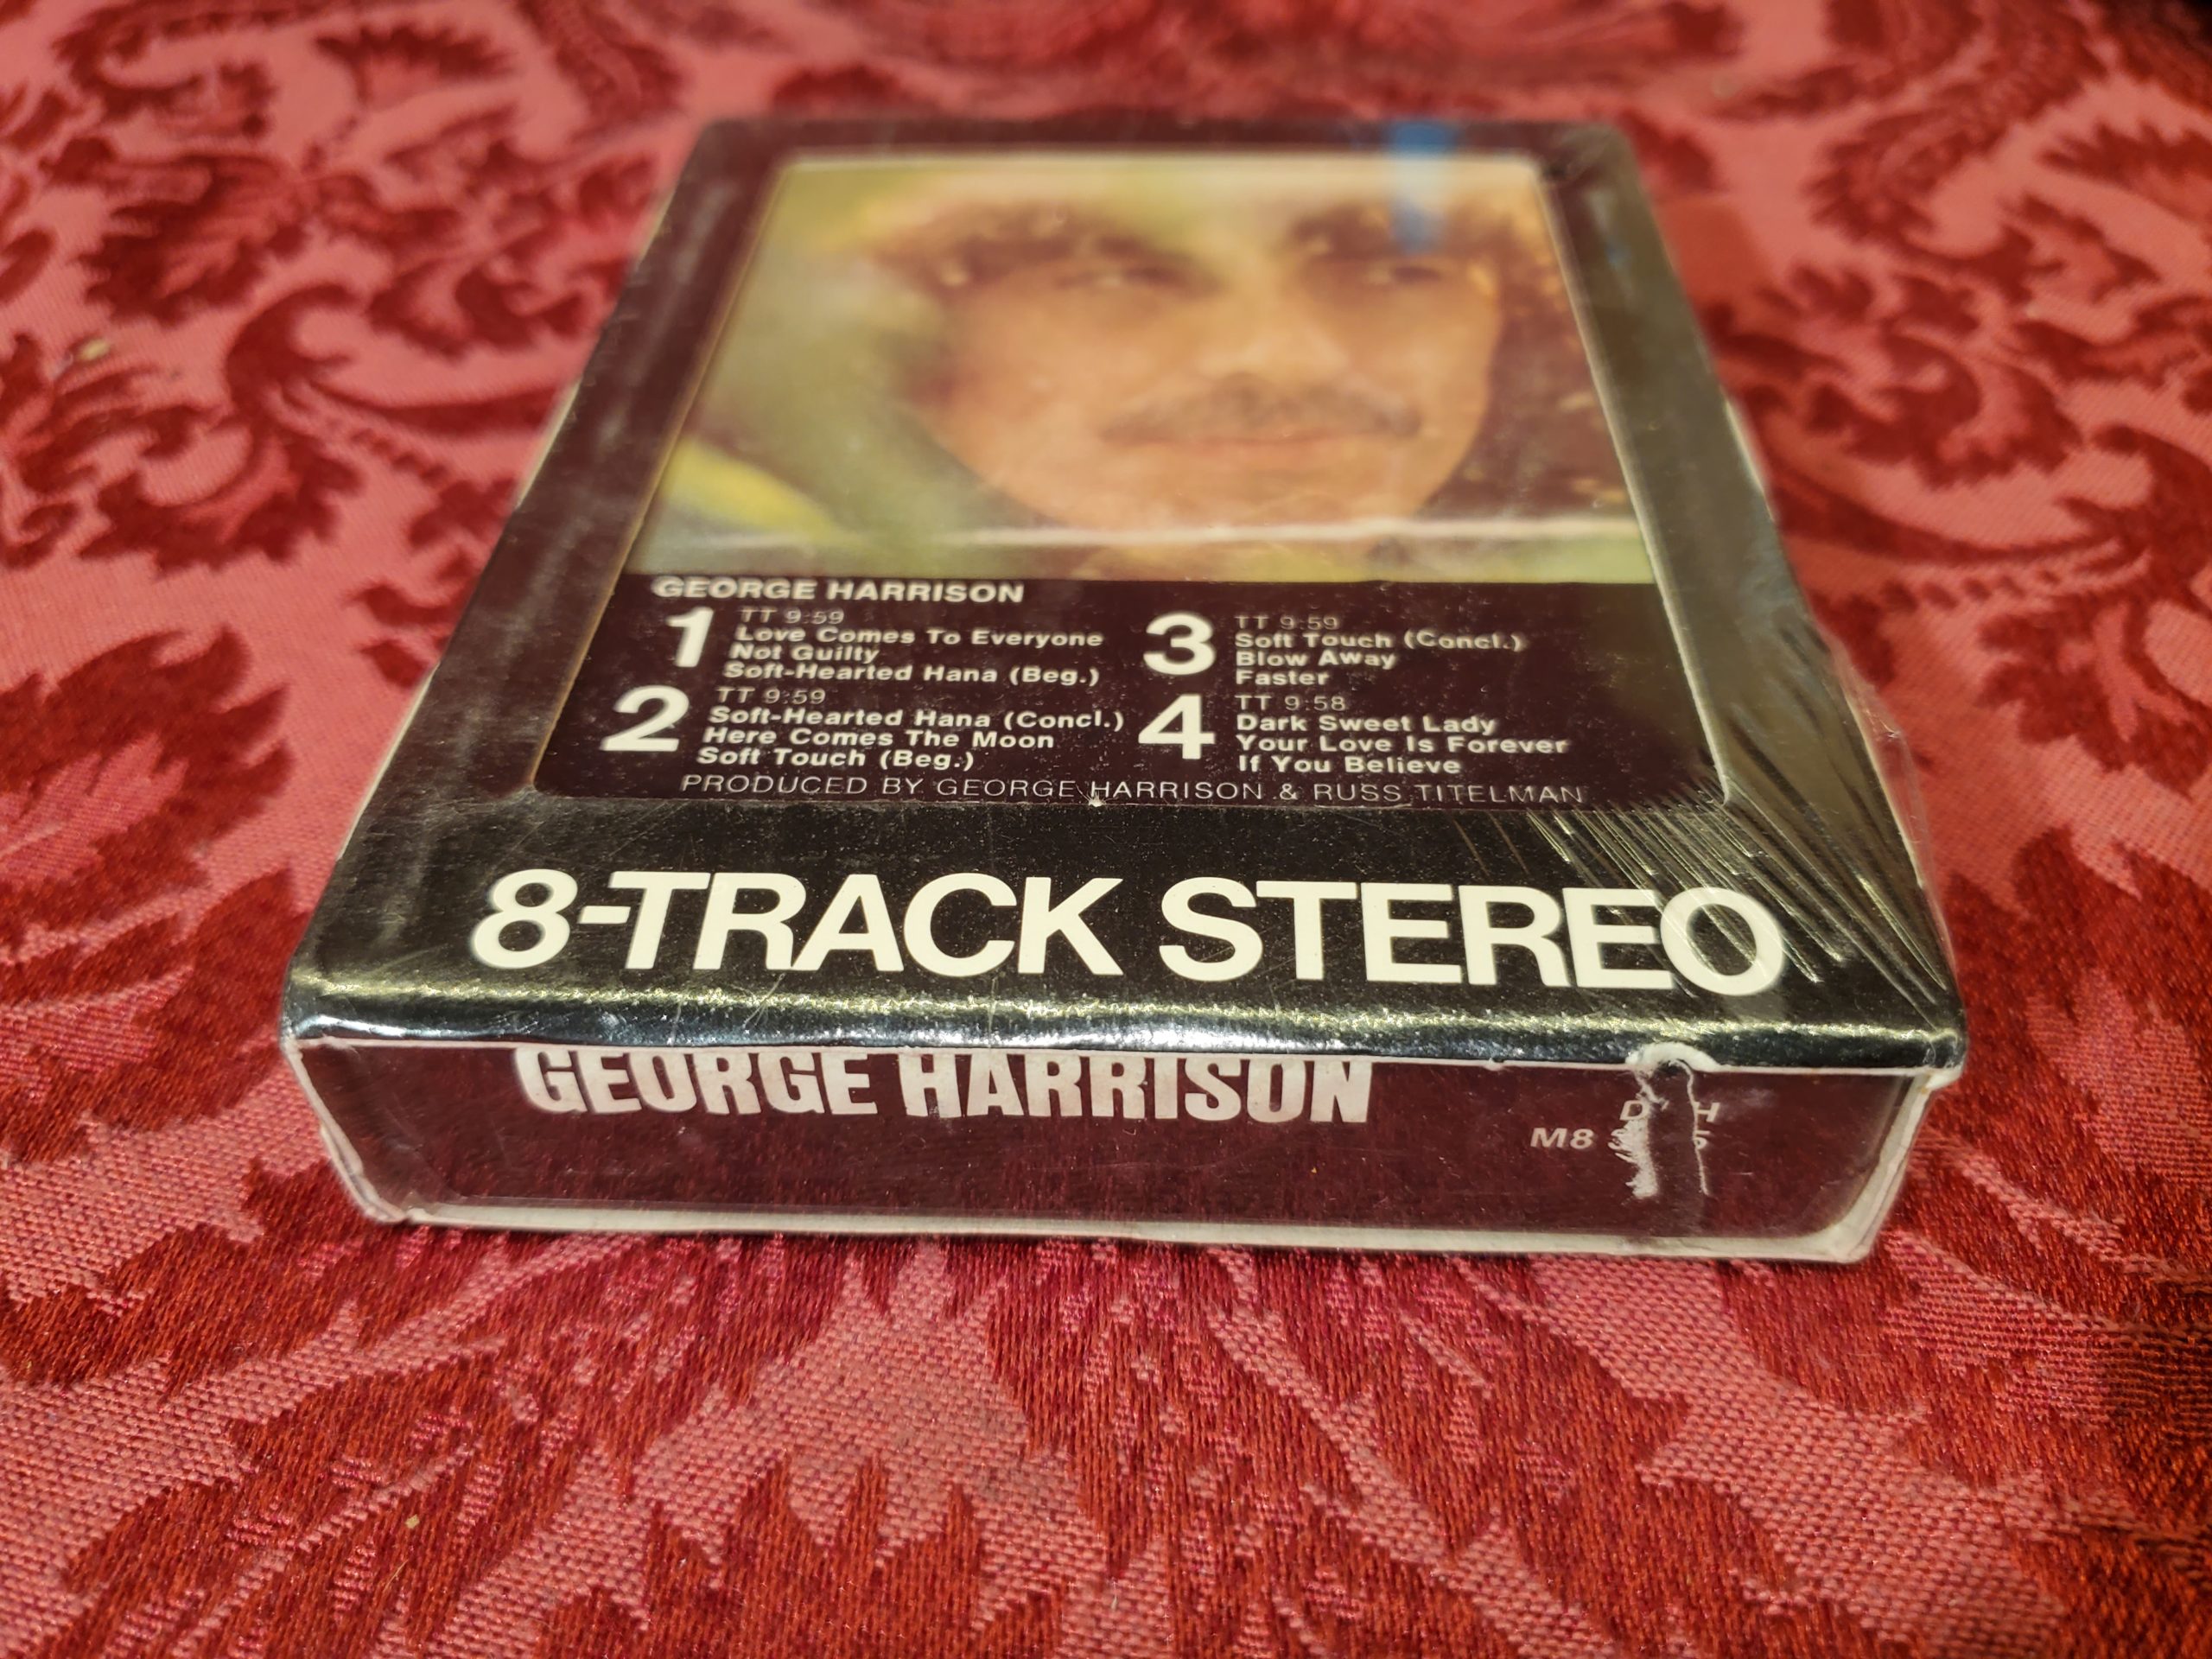 GEORGE HARRISON
1
TT 9:59
Love Comes To Everyone
Not Guilty
Soft-Hearted Hana (Beg.)
2
TT 9:59
Soft-Hearted Hana (Concl.)
Here Comes The Moon
Soft Touch (Beg.)
3
TT 9:59
Soft Touch (Concl.)
Blow Away
Faster
4
TT 9:58
Dark Sweet Lady
Your Love Is Forever
If You Believe
PRODUCED BY GEORGE HARRISON & RUSS TITELMAN
8-TRACK STEREO
GEORGE HARRISON
M8